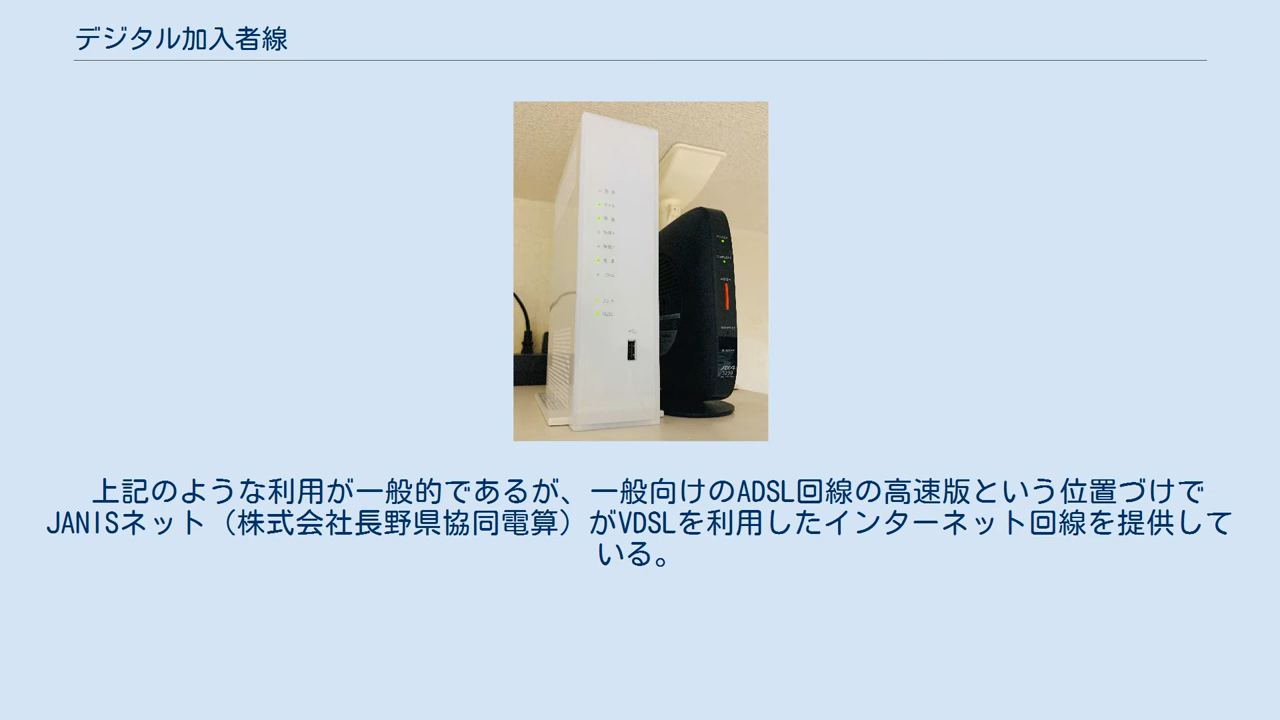 デジタル加入者線
上記のような利用が一般的であるが、一般向けのADSL回線の高速版という位置づけで
JANISネット（株式会社長野県協同電算）がVDSLを利用したインターネット回線を提供して
いる。